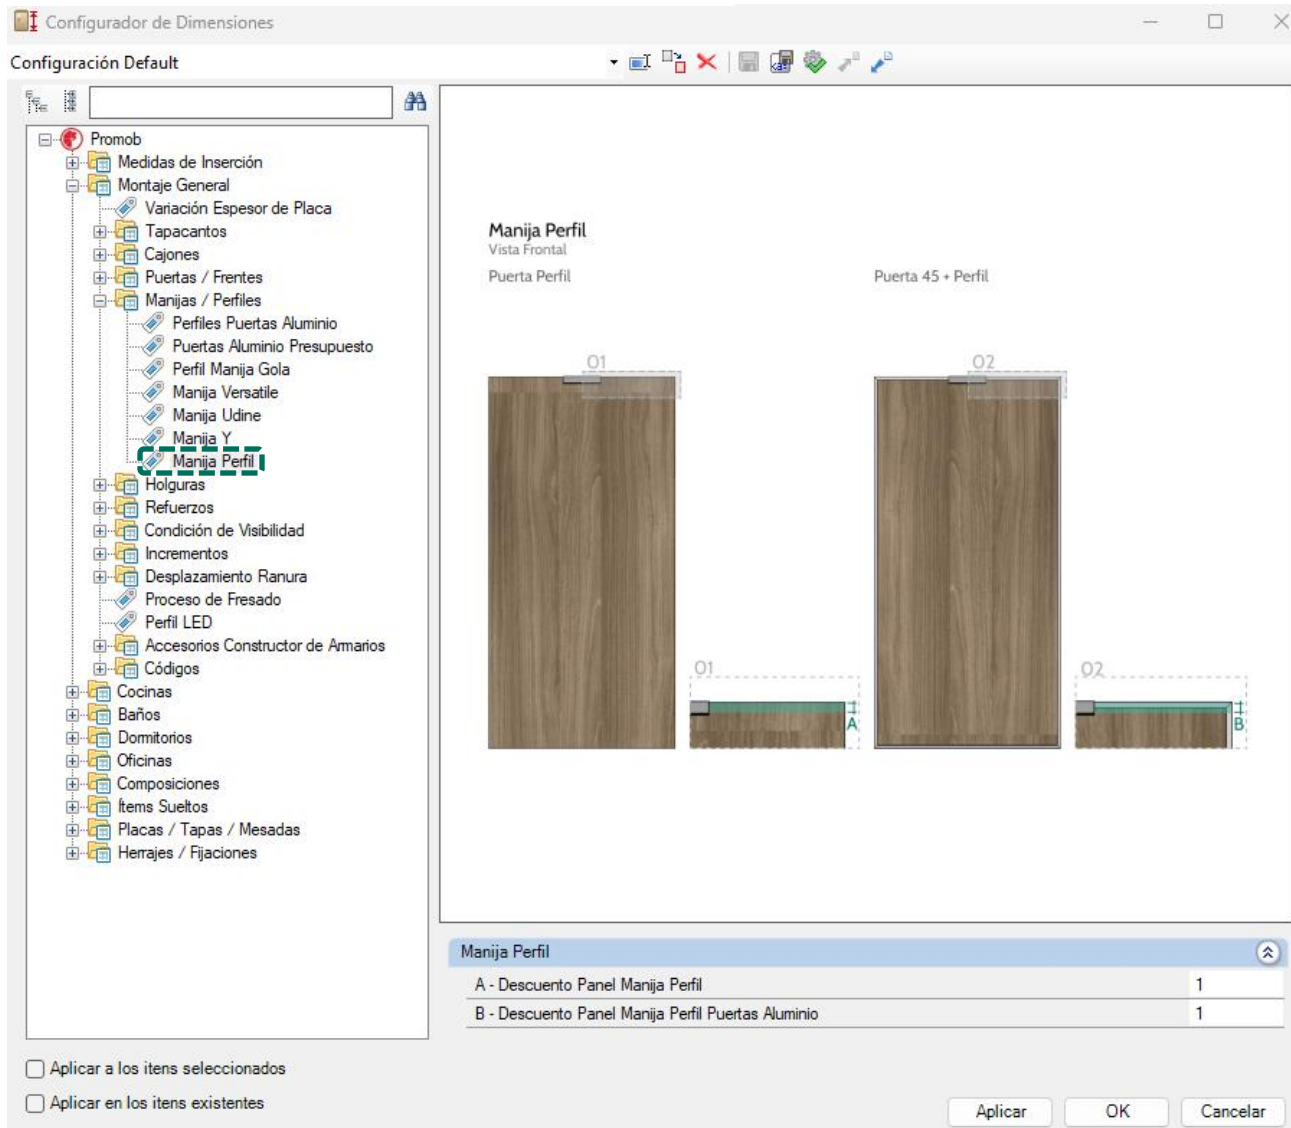 Configurador de Dimensiones
Configuración Default
Promob
Medidas de Inserción
Montaje General
Variación Espesor de Placa
Tapacantos
Cajones
Puertas / Frentes
Manijas / Perfiles
Perfiles Puertas Aluminio
Puertas Aluminio Presupuesto
Perfil Manija Gola
Manija Versatile
Manija Udine
Manija Y
Manija Perfil
Holguras
Refuerzos
Condición de Visibilidad
Incrementos
Desplazamiento Ranura
Proceso de Fresado
Perfil LED
Accesorios Constructor de Armarios
Códigos
Cocinas
Baños
Dormitorios
Oficinas
Composiciones
Ítems Sueltos
Placas / Tapas / Mesadas
Herrajes / Fijaciones
Manija Perfil
Vista Frontal
Puerta Perfil
Puerta 45 + Perfil
01
02
01
02
A
B
Manija Perfil
A - Descuento Panel Manija Perfil 1
B - Descuento Panel Manija Perfil Puertas Aluminio 1
Aplicar a los itens seleccionados
Aplicar en los itens existentes
Aplicar OK Cancelar